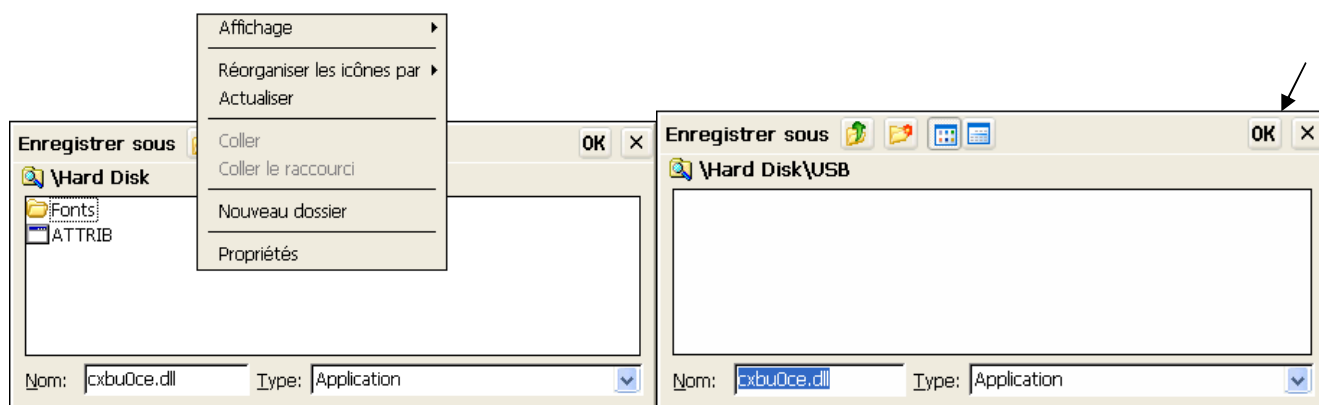 Affichage
Réorganiser les icônes par
Actualiser
Coller
Coller le raccourci
Nouveau dossier
Propriétés
Enregistrer sous
OK
\Hard Disk
Fonts
ATTRIB
Nom: cxbu0ce.dll Type: Application
Enregistrer sous
OK
\Hard Disk\USB
Nom: cxbu0ce.dll Type: Application